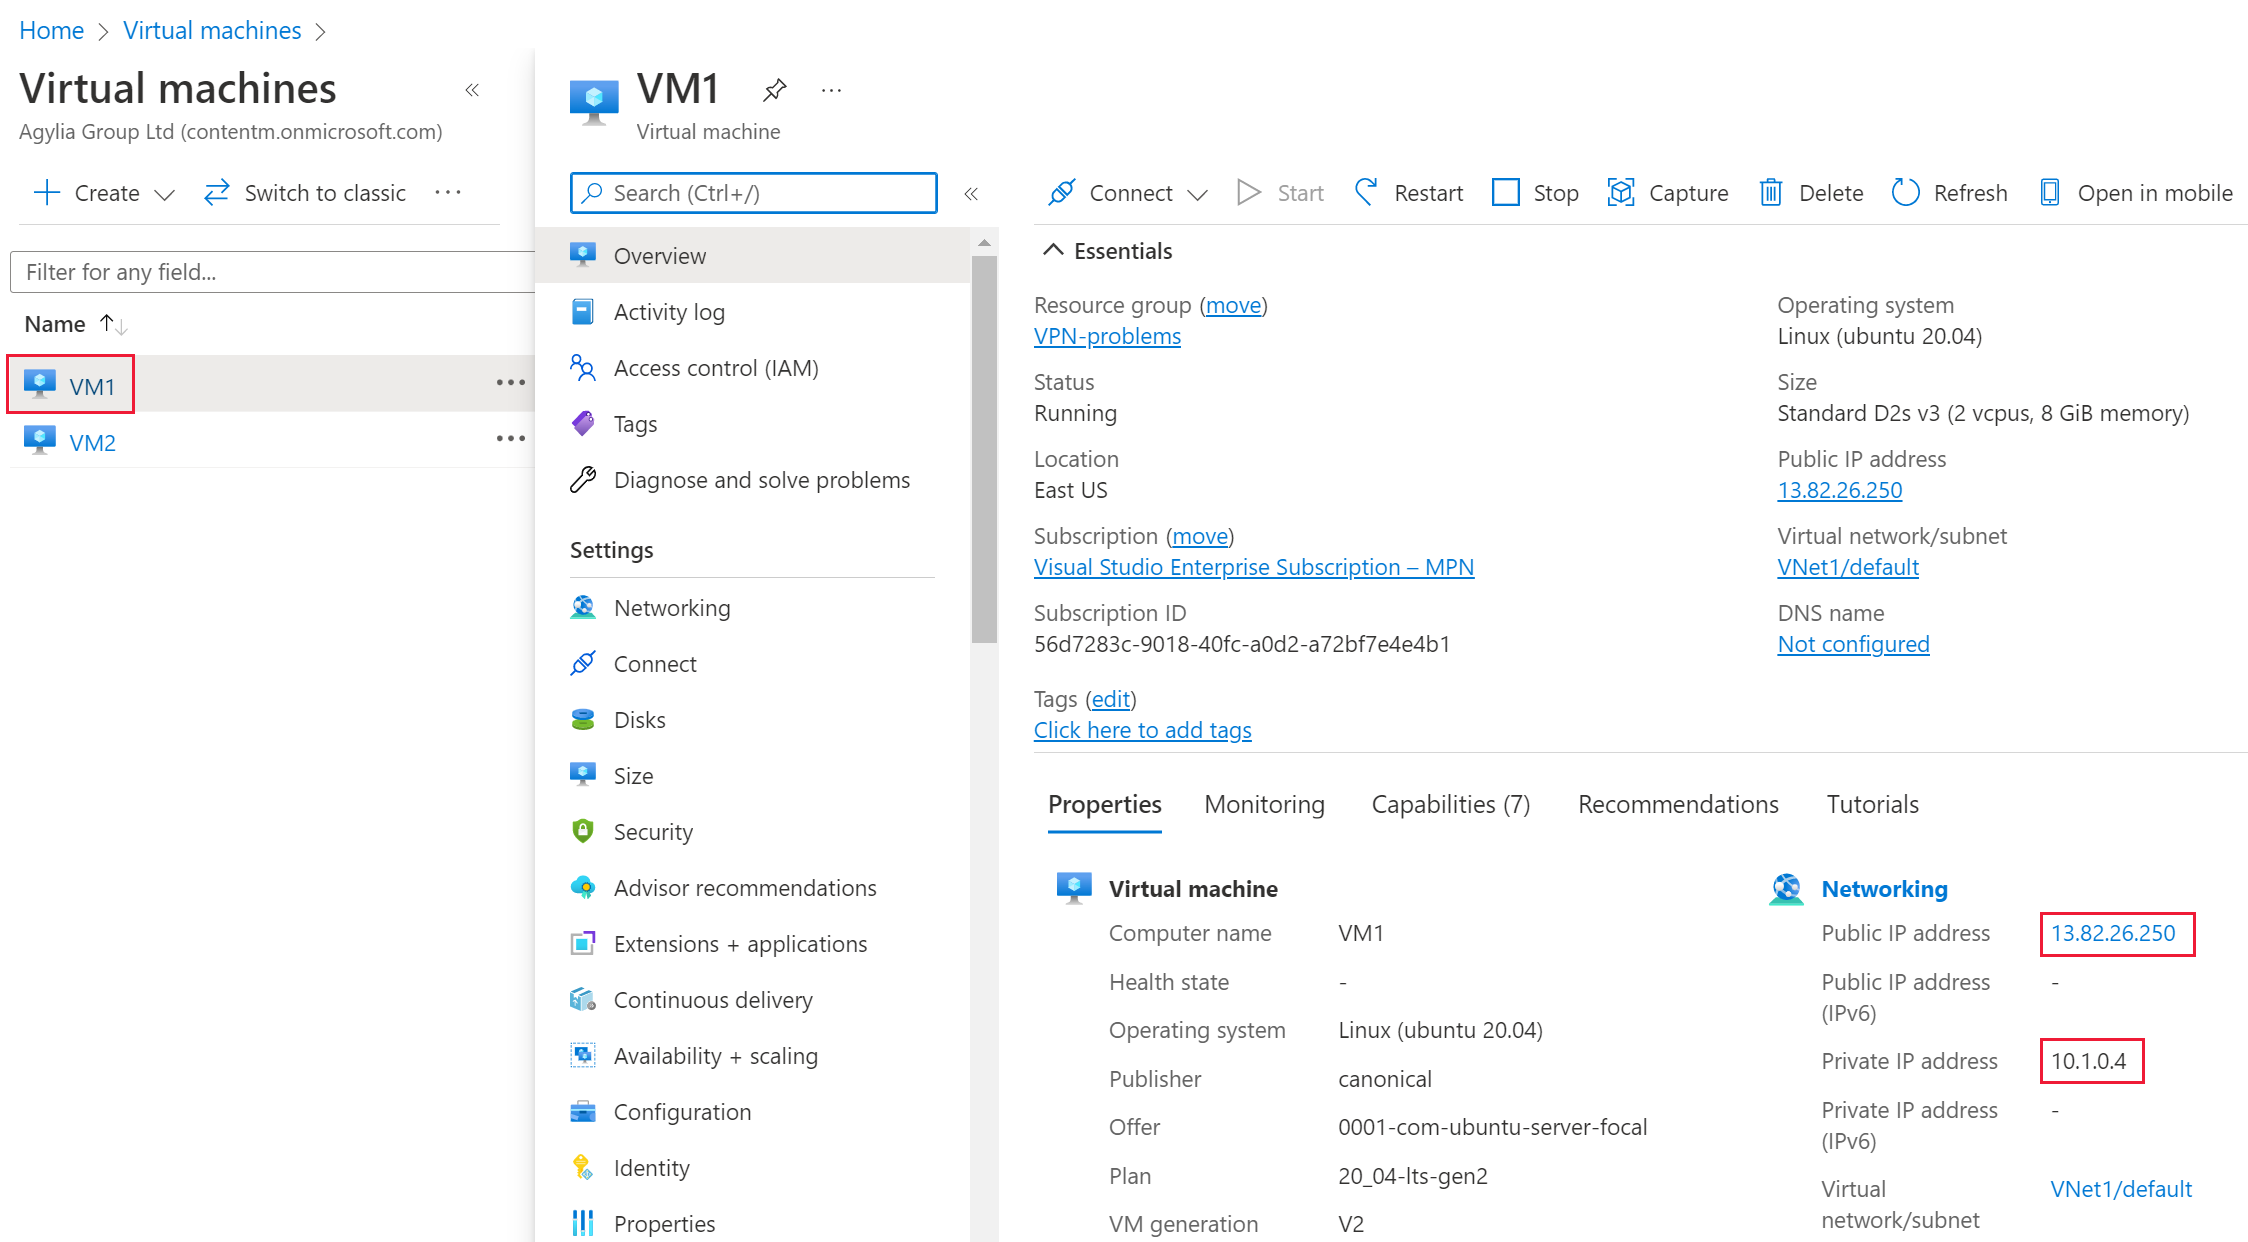 Home > Virtual machines >
Virtual machines
Agylia Group Ltd (contentm.onmicrosoft.com)
Create
Switch to classic
Filter for any field...
Name
VM1
VM2
VM1
Virtual machine
Search (Ctrl+/)
Overview
Activity log
Access control (IAM)
Tags
Diagnose and solve problems
Settings
Networking
Connect
Disks
Size
Security
Advisor recommendations
Extensions + applications
Continuous delivery
Availability + scaling
Configuration
Identity
Properties
Connect
Start
Restart
Stop
Capture
Delete
Refresh
Open in mobile
Essentials
Resource group (move)
VPN-problems
Status
Running
Location
East US
Subscription (move)
Visual Studio Enterprise Subscription – MPN
Subscription ID
56d7283c-9018-40fc-a0d2-a72bf7e4e4b1
Tags (edit)
Click here to add tags
Operating system
Linux (ubuntu 20.04)
Size
Standard D2s v3 (2 vcpus, 8 GiB memory)
Public IP address
13.82.26.250
Virtual network/subnet
VNet1/default
DNS name
Not configured
Properties
Monitoring
Capabilities (7)
Recommendations
Tutorials
Virtual machine
Computer name VM1
Health state -
Operating system Linux (ubuntu 20.04)
Publisher canonical
Offer 0001-com-ubuntu-server-focal
Plan 20_04-lts-gen2
VM generation V2
Networking
Public IP address 13.82.26.250
Public IP address -
(IPv6)
Private IP address 10.1.0.4
Private IP address -
(IPv6)
Virtual VNet1/default
network/subnet